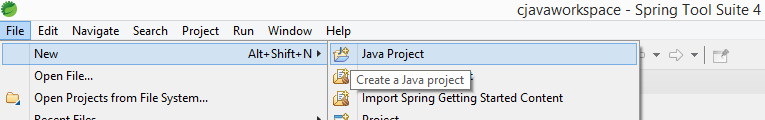 cjavaworkspace - Spring Tool Suite 4
File Edit Navigate Search Project Run Window Help
New Alt+Shift+N Java Project
Open File...
Create a Java project
Open Projects from File System... Import Spring Getting Started Content